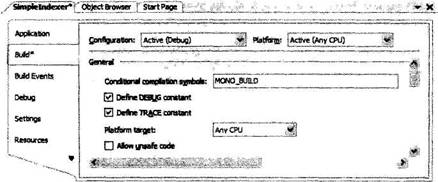 SimpleIndexer* Object Browser Start Page
Application
Configuration: Active (Debug) Platform: Active (Any CPU)
Build*
General
Build Events
Conditional compilation symbols: MONO_BUILD
Define DEBUG constant
Debug
Define TRACE constant
Settings
Platform target: Any CPU
Resources
Allow unsafe code